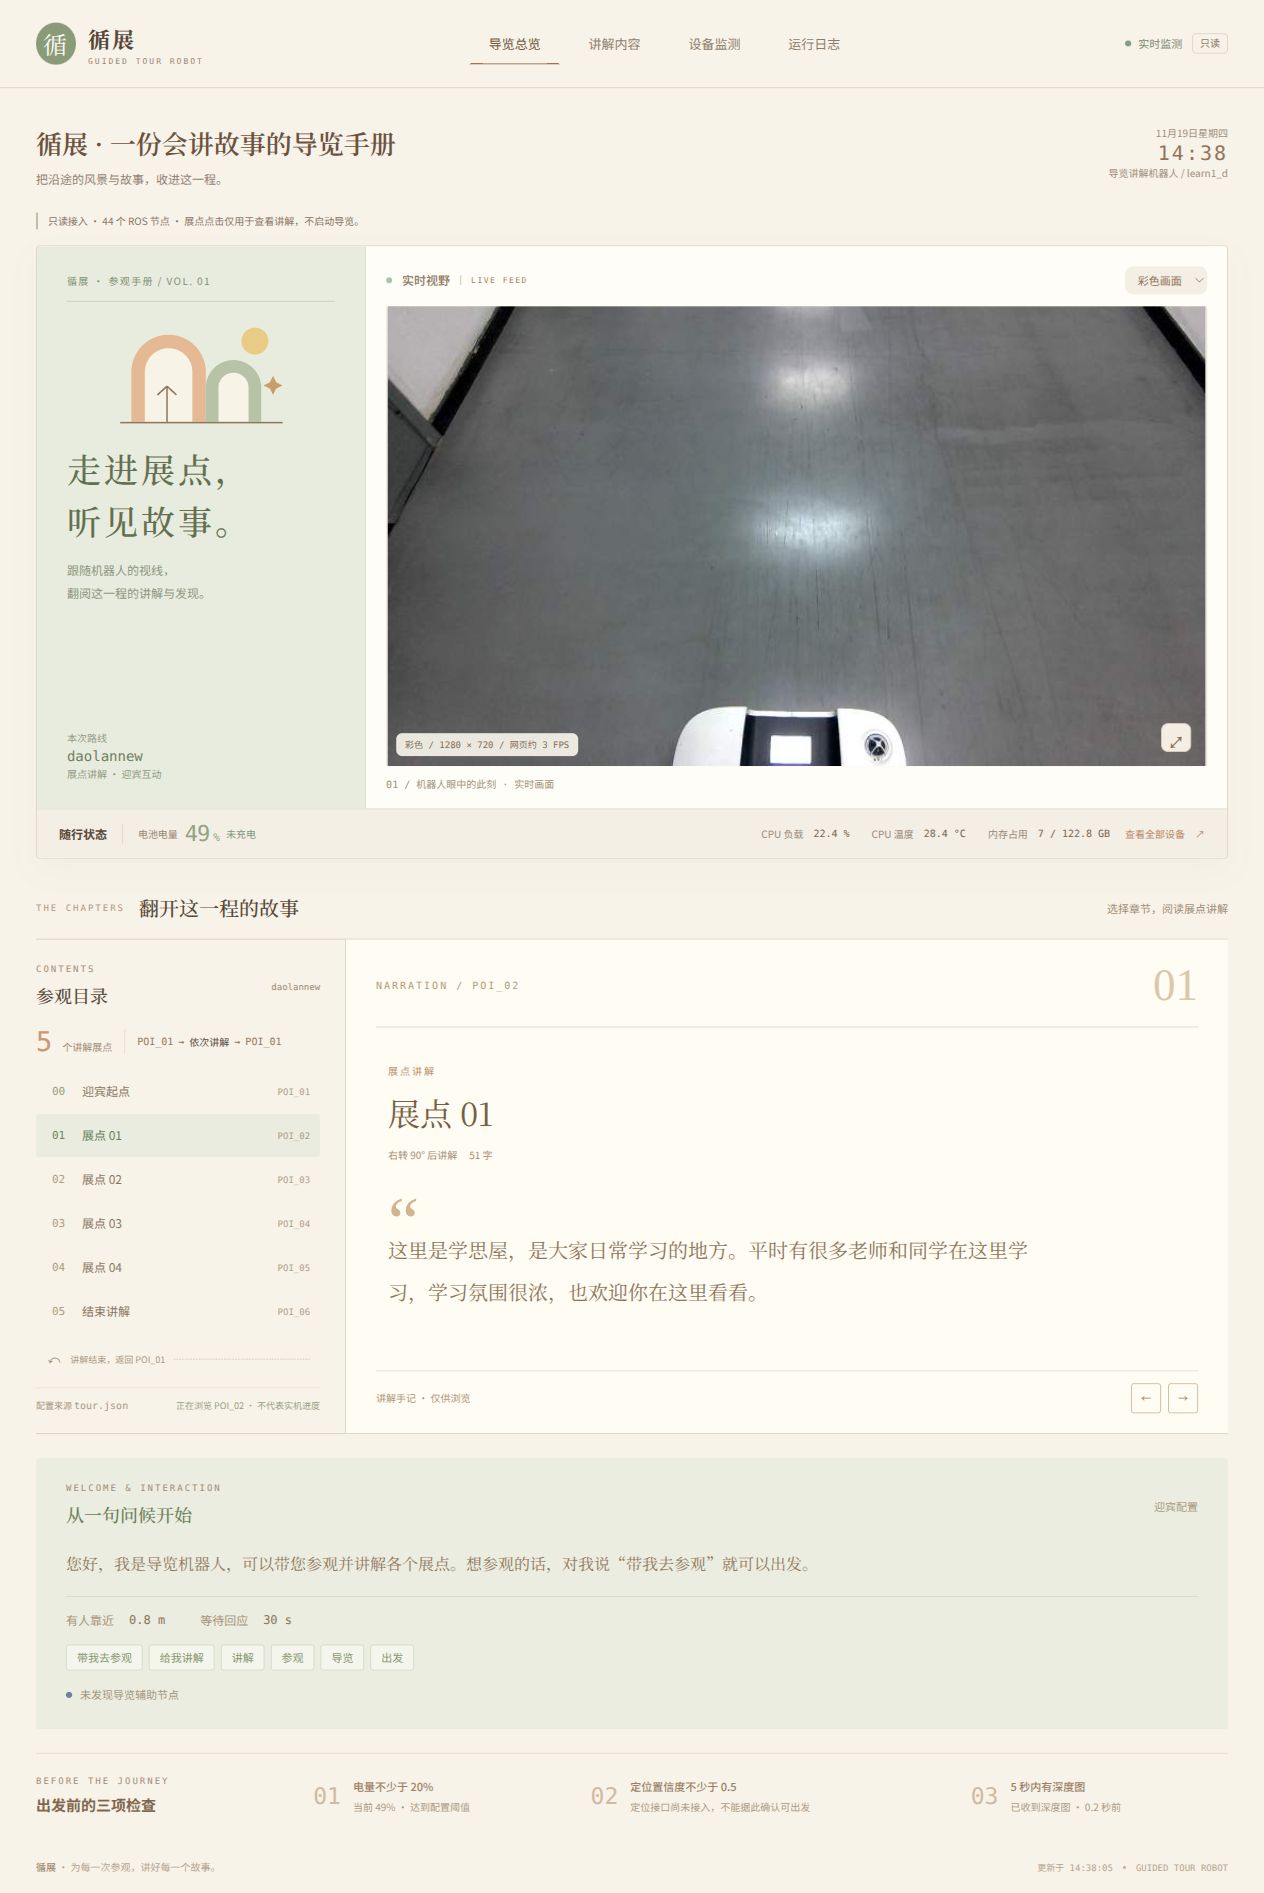 循 循展
GUIDED TOUR ROBOT
导览总览 讲解内容 设备监测 运行日志
实时监测 只读
循展 · 一份会讲故事的导览手册
把沿途的风景与故事，收进这一程。
11月19日星期四
14:38
导览讲解机器人 / learn1_d
只读接入 · 44 个 ROS 节点 · 展点点击仅用于查看讲解，不启动导览。
循展 · 参观手册 / VOL. 01
走进展点，
听见故事。
跟随机器人的视线，
翻阅这一程的讲解与发现。
本次路线
daolannew
展点讲解 · 迎宾互动
实时视野 | LIVE FEED
彩色画面
彩色 / 1280 × 720 / 网页约 3 FPS
01 / 机器人眼中的此刻 · 实时画面
随行状态 电池电量 49 % 未充电
CPU 负载 22.4 % CPU 温度 28.4 °C 内存占用 7 / 122.8 GB 查看全部设备 ↗
THE CHAPTERS 翻开这一程的故事
选择章节，阅读展点讲解
CONTENTS
参观目录
daolannew
5 个讲解展点 POI_01 → 依次讲解 → POI_01
00 迎宾起点 POI_01
01 展点 01 POI_02
02 展点 02 POI_03
03 展点 03 POI_04
04 展点 04 POI_05
05 结束讲解 POI_06
讲解结束，返回 POI_01
配置来源 tour.json 正在浏览 POI_02 · 不代表实机进度
NARRATION / POI_02 01
展点讲解
展点 01
右转 90° 后讲解 51 字
“
这里是学思屋，是大家日常学习的地方。平时有很多老师和同学在这里学
习，学习氛围很浓，也欢迎你在这里看看。
讲解手记 · 仅供浏览 ← →
WELCOME & INTERACTION
从一句问候开始
迎宾配置
您好，我是导览机器人，可以带您参观并讲解各个展点。想参观的话，对我说“带我去参观”就可以出发。
有人靠近 0.8 m 等待回应 30 s
带我去参观 给我讲解 讲解 参观 导览 出发
未发现导览辅助节点
BEFORE THE JOURNEY
出发前的三项检查
01 电量不少于 20%
当前 49% · 达到配置阈值
02 定位置信度不少于 0.5
定位接口尚未接入，不能据此确认可出发
03 5 秒内有深度图
已收到深度图 · 0.2 秒前
循展 · 为每一次参观，讲好每一个故事。
更新于 14:38:05 · GUIDED TOUR ROBOT